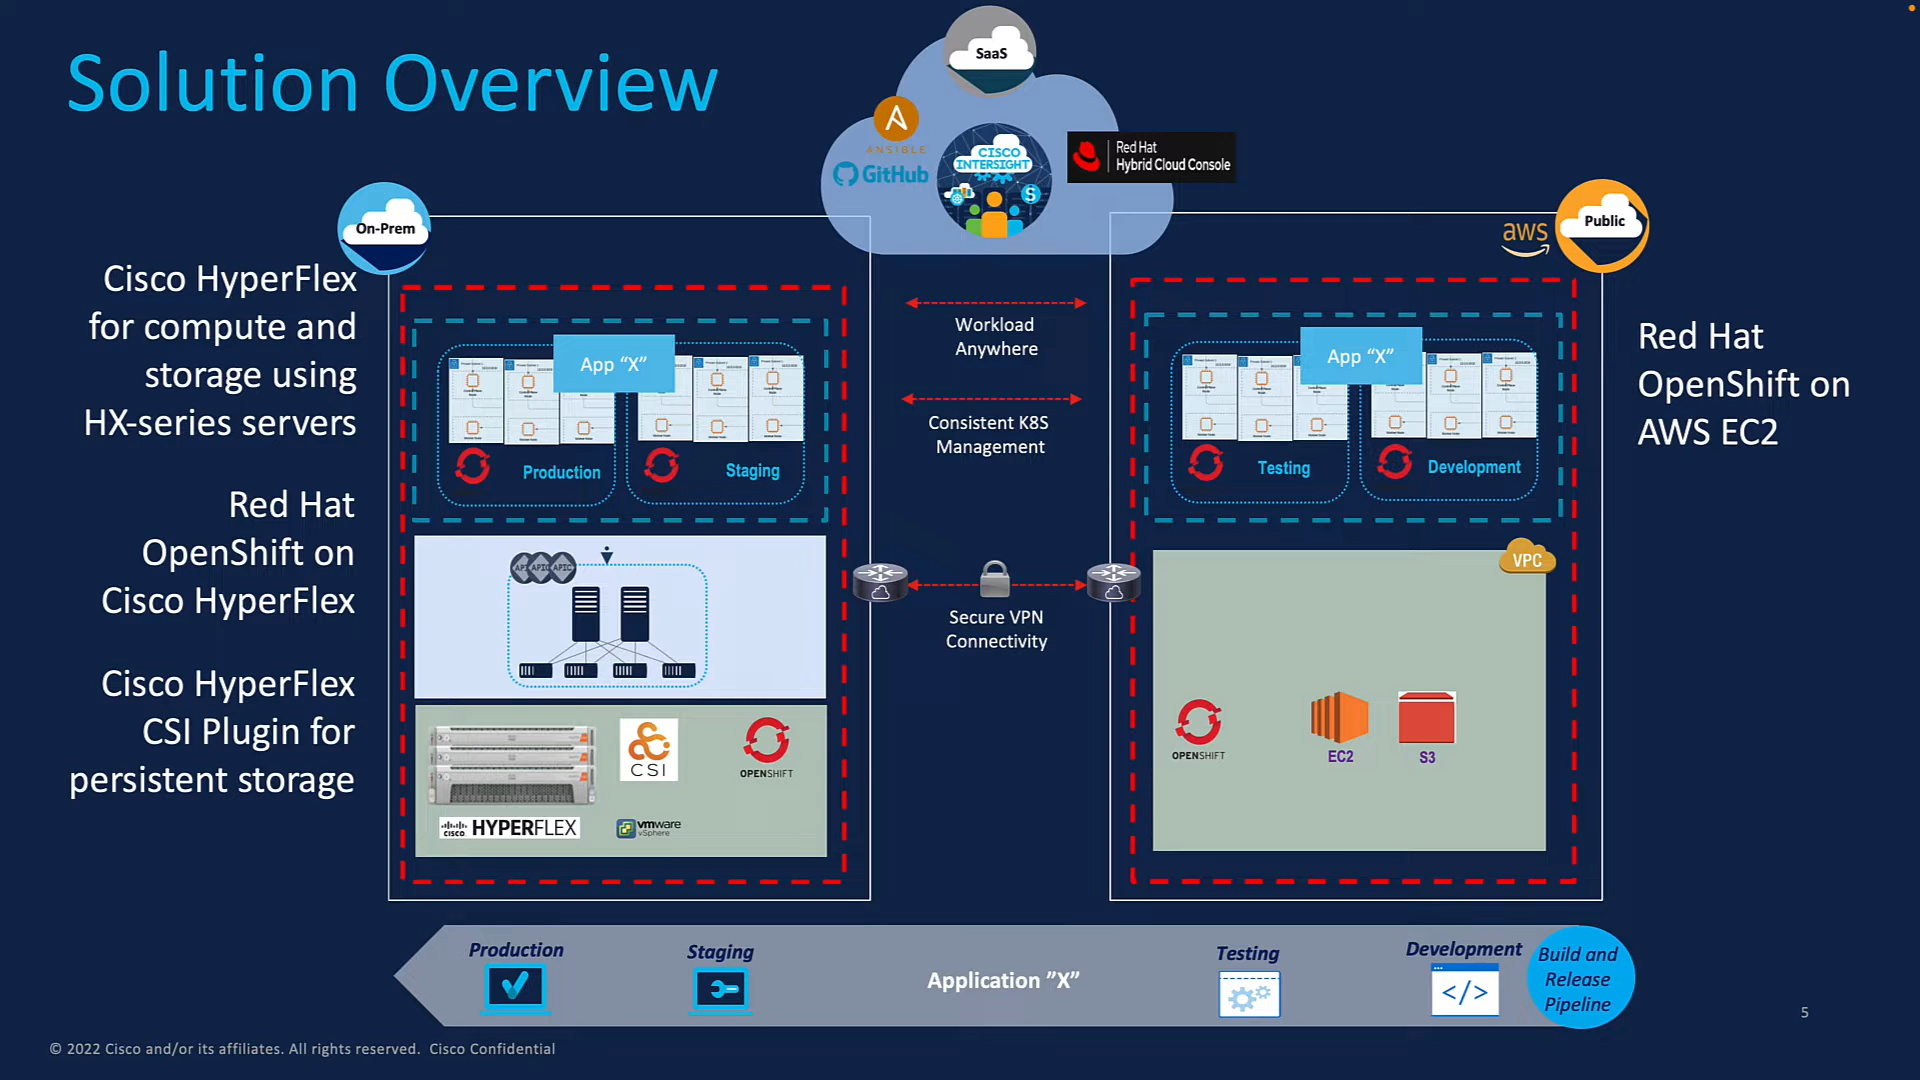 Solution Overview
SaaS
ANSIBLE
GitHub
CISCO
INTERSIGHT
S
Red Hat
Hybrid Cloud Console
On-Prem
aws
Public
Cisco HyperFlex
for compute and
storage using
HX-series servers
Red Hat
OpenShift on
Cisco HyperFlex
Cisco HyperFlex
CSI Plugin for
persistent storage
App “X”
Production
Staging
APIC
CSI
OPENSHIFT
CISCO HYPERFLEX
vmware
vSphere
Workload
Anywhere
Consistent K8S
Management
Secure VPN
Connectivity
App “X”
Testing
Development
VPC
OPENSHIFT
EC2
S3
Red Hat
OpenShift on
AWS EC2
Production
Staging
Application ”X”
Testing
Development
</>
Build and
Release
Pipeline
5
© 2022 Cisco and/or its affiliates. All rights reserved. Cisco Confidential